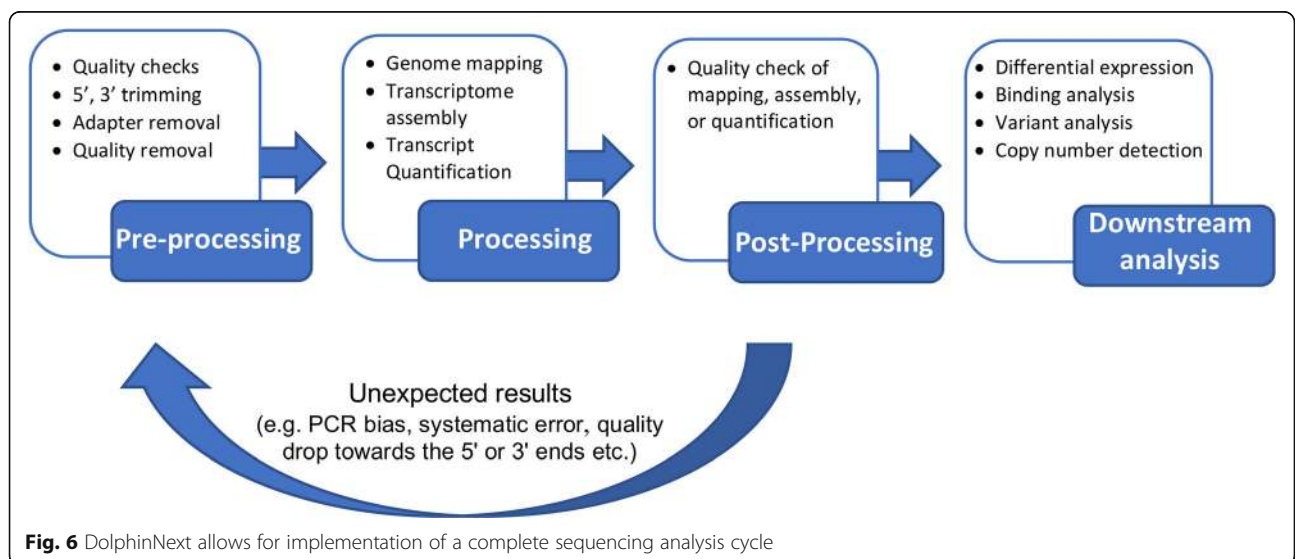 • Quality checks
• 5’, 3’ trimming
• Adapter removal
• Quality removal
Pre-processing
• Genome mapping
• Transcriptome
assembly
• Transcript
Quantification
Processing
• Quality check of
mapping, assembly,
or quantification
Post-Processing
• Differential expression
• Binding analysis
• Variant analysis
• Copy number detection
Downstream
analysis
Unexpected results
(e.g. PCR bias, systematic error, quality
drop towards the 5' or 3' ends etc.)
Fig. 6 DolphinNext allows for implementation of a complete sequencing analysis cycle